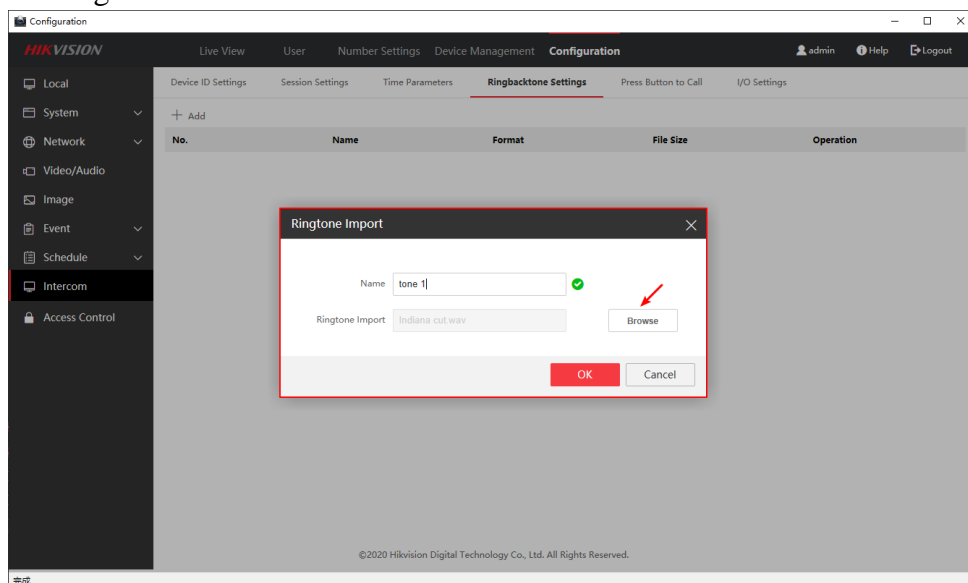 Configuration
HIKVISION Live View User Number Settings Device Management Configuration admin Help Logout
Local Device ID Settings Session Settings Time Parameters Ringbacktone Settings Press Button to Call I/O Settings
System + Add
Network No. Name Format File Size Operation
Video/Audio
Image
Event Ringtone Import
Schedule
Intercom Name tone 1
Access Control Ringtone Import Indiana cut.wav Browse
OK Cancel
©2020 Hikvision Digital Technology Co., Ltd. All Rights Reserved.
完成